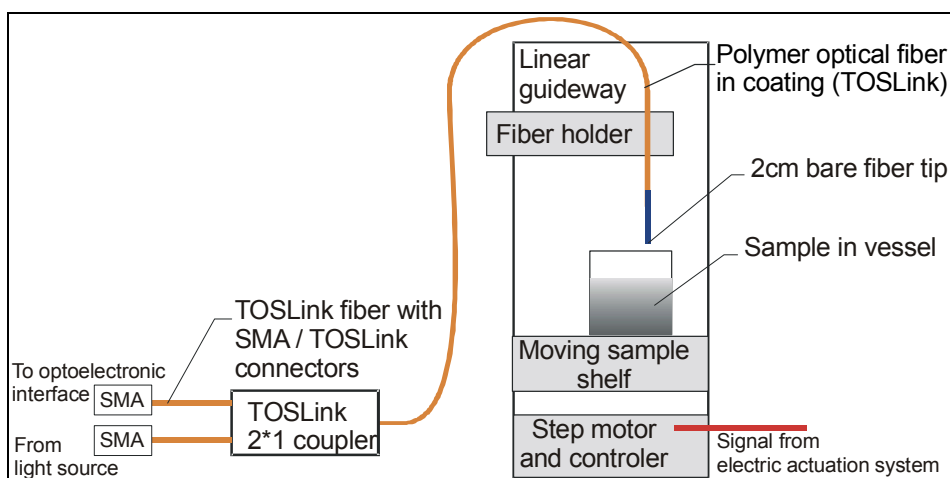 Linear
guideway
Polymer optical fiber
in coating (TOSLink)
Fiber holder
2cm bare fiber tip
Sample in vessel
TOSLink fiber with
SMA / TOSLink
connectors
To optoelectronic
interface
SMA
TOSLink
2*1 coupler
SMA
From
light source
Moving sample
shelf
Step motor
and controler
Signal from
electric actuation system